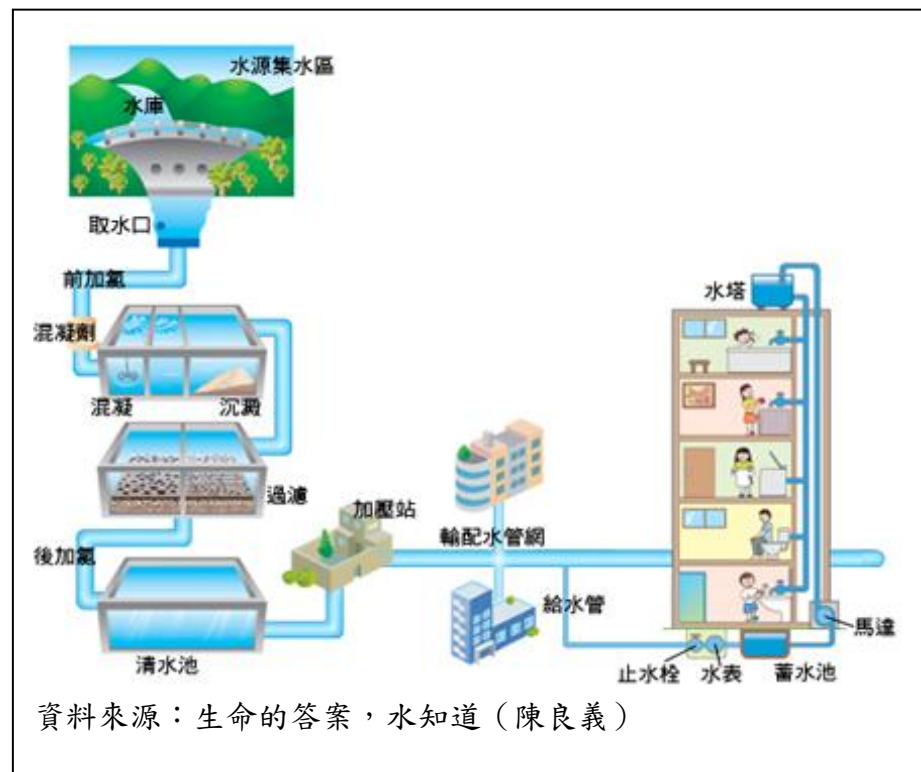 水源集水區
水庫
取水口
前加氯
混凝劑
混凝
沉澱
過濾
後加氯
清水池
加壓站
輸配水管網
給水管
水塔
馬達
止水栓
水表
蓄水池
資料來源：生命的答案，水知道（陳良義）